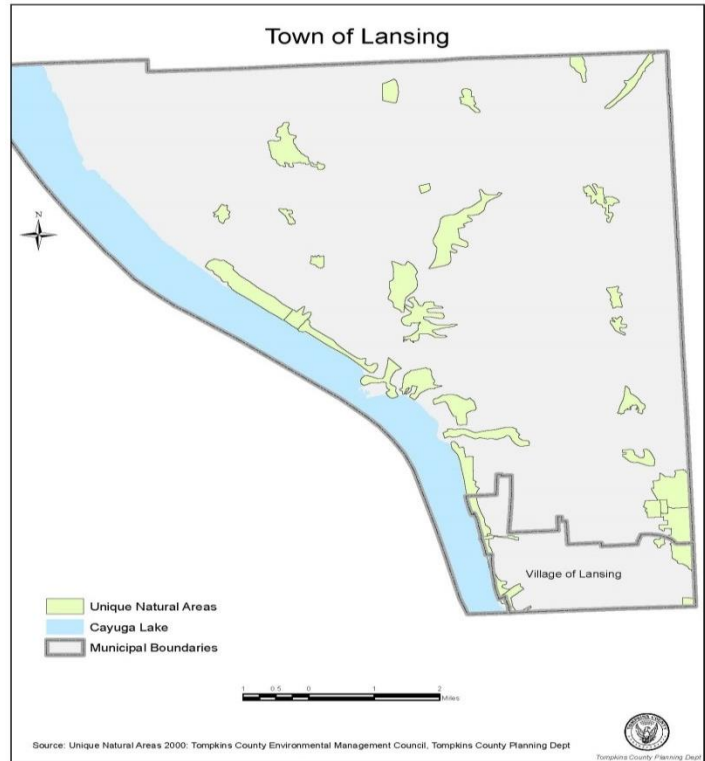 Town of Lansing
N
Village of Lansing
Unique Natural Areas
Cayuga Lake
Municipal Boundaries
1 0.5 0 1 2
Miles
Source: Unique Natural Areas 2000: Tompkins County Environmental Management Council, Tompkins County Planning Dept
TOMPKINS COUNTY
Tompkins County Planning Dept